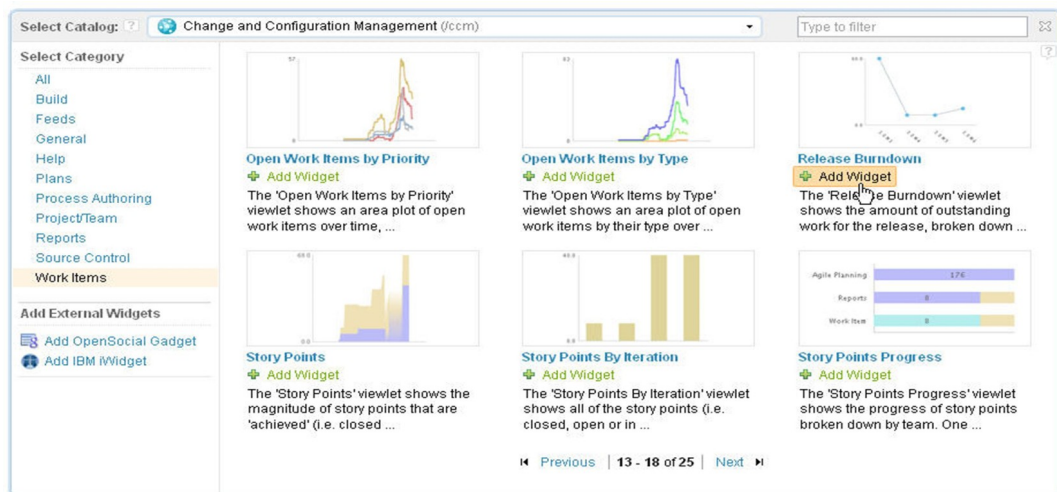 Select Catalog: ? Change and Configuration Management (/ccm) Type to filter
Select Category
All
Build
Feeds
General
Help
Plans
Process Authoring
Project/Team
Reports
Source Control
Work Items
Add External Widgets
Add OpenSocial Gadget
Add IBM iWidget
57
0
Open Work Items by Priority
Add Widget
The 'Open Work Items by Priority'
viewlet shows an area plot of open
work items over time, ...
0
Open Work Items by Type
Add Widget
The 'Open Work Items by Type'
viewlet shows an area plot of open
work items by their type over ...
?
Release Burndown
Add Widget
The 'Release Burndown' viewlet
shows the amount of outstanding
work for the release, broken down ...
Story Points
Add Widget
The 'Story Points' viewlet shows the
magnitude of story points that are
'achieved' (i.e. closed ...
Story Points By Iteration
Add Widget
The 'Story Points By Iteration' viewlet
shows all of the story points (i.e.
closed, open or in ...
Agile Planning 176
Reports 8
Work Item 8
Story Points Progress
Add Widget
The 'Story Points Progress' viewlet
shows the progress of story points
broken down by team. One ...
Previous | 13 - 18 of 25 | Next